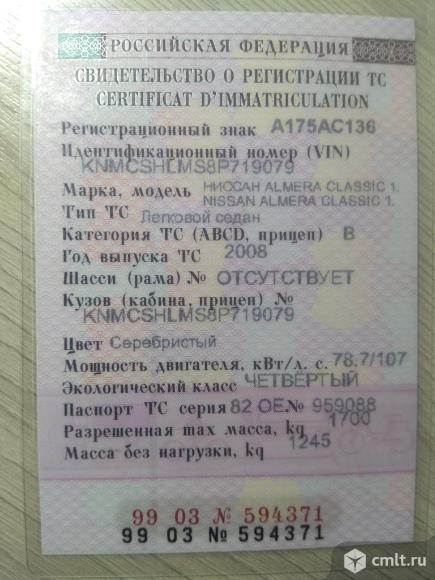 РОССИЙСКАЯ ФЕДЕРАЦИЯ
СВИДЕТЕЛЬСТВО О РЕГИСТРАЦИИ ТС
CERTIFICAT D'IMMATRICULATION
Регистрационный знак А175АС136
Идентификационный номер (VIN)
KNMCSHLMS8P719079
Марка, модель НИССАН ALMERA CLASSIC 1.
NISSAN ALMERA CLASSIC 1.
Тип ТС Легковой седан
Категория ТС (ABCD, прицеп) B
Год выпуска ТС 2008
Шасси (рама) № ОТСУТСТВУЕТ
Кузов (кабина, прицеп) №
KNMCSHLMS8P719079
Цвет Серебристый
Мощность двигателя, кВт/л. с. 78.7/107
Экологический класс ЧЕТВЁРТЫЙ
Паспорт ТС серия 82 ОЕ № 959088
Разрешенная max масса, kg 1700
Масса без нагрузки, kg 1245
99 03 № 594371
99 03 № 594371
cmlt.ru